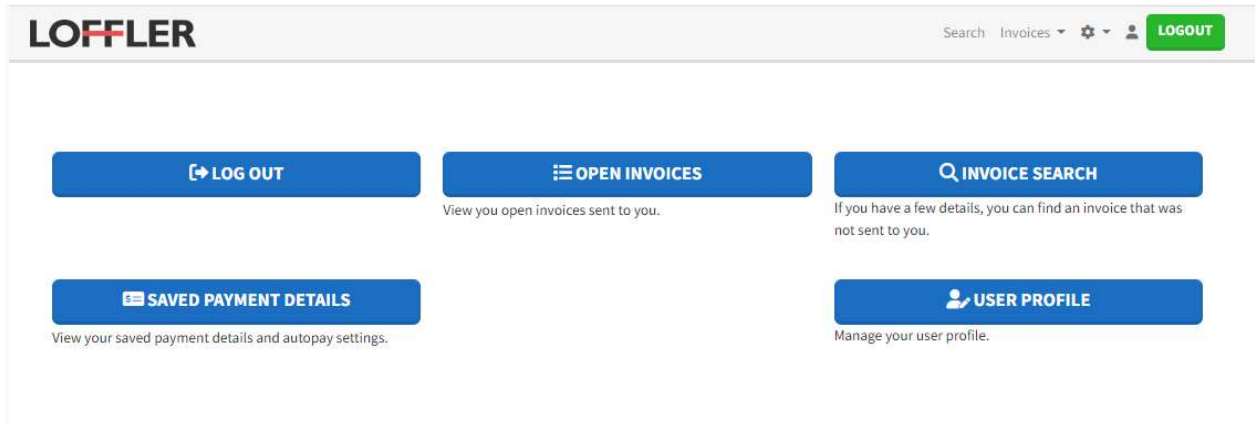 LOFFLER
Search Invoices LOGOUT
LOG OUT
OPEN INVOICES
INVOICE SEARCH
View you open invoices sent to you.
If you have a few details, you can find an invoice that was
not sent to you.
SAVED PAYMENT DETAILS
USER PROFILE
View your saved payment details and autopay settings.
Manage your user profile.